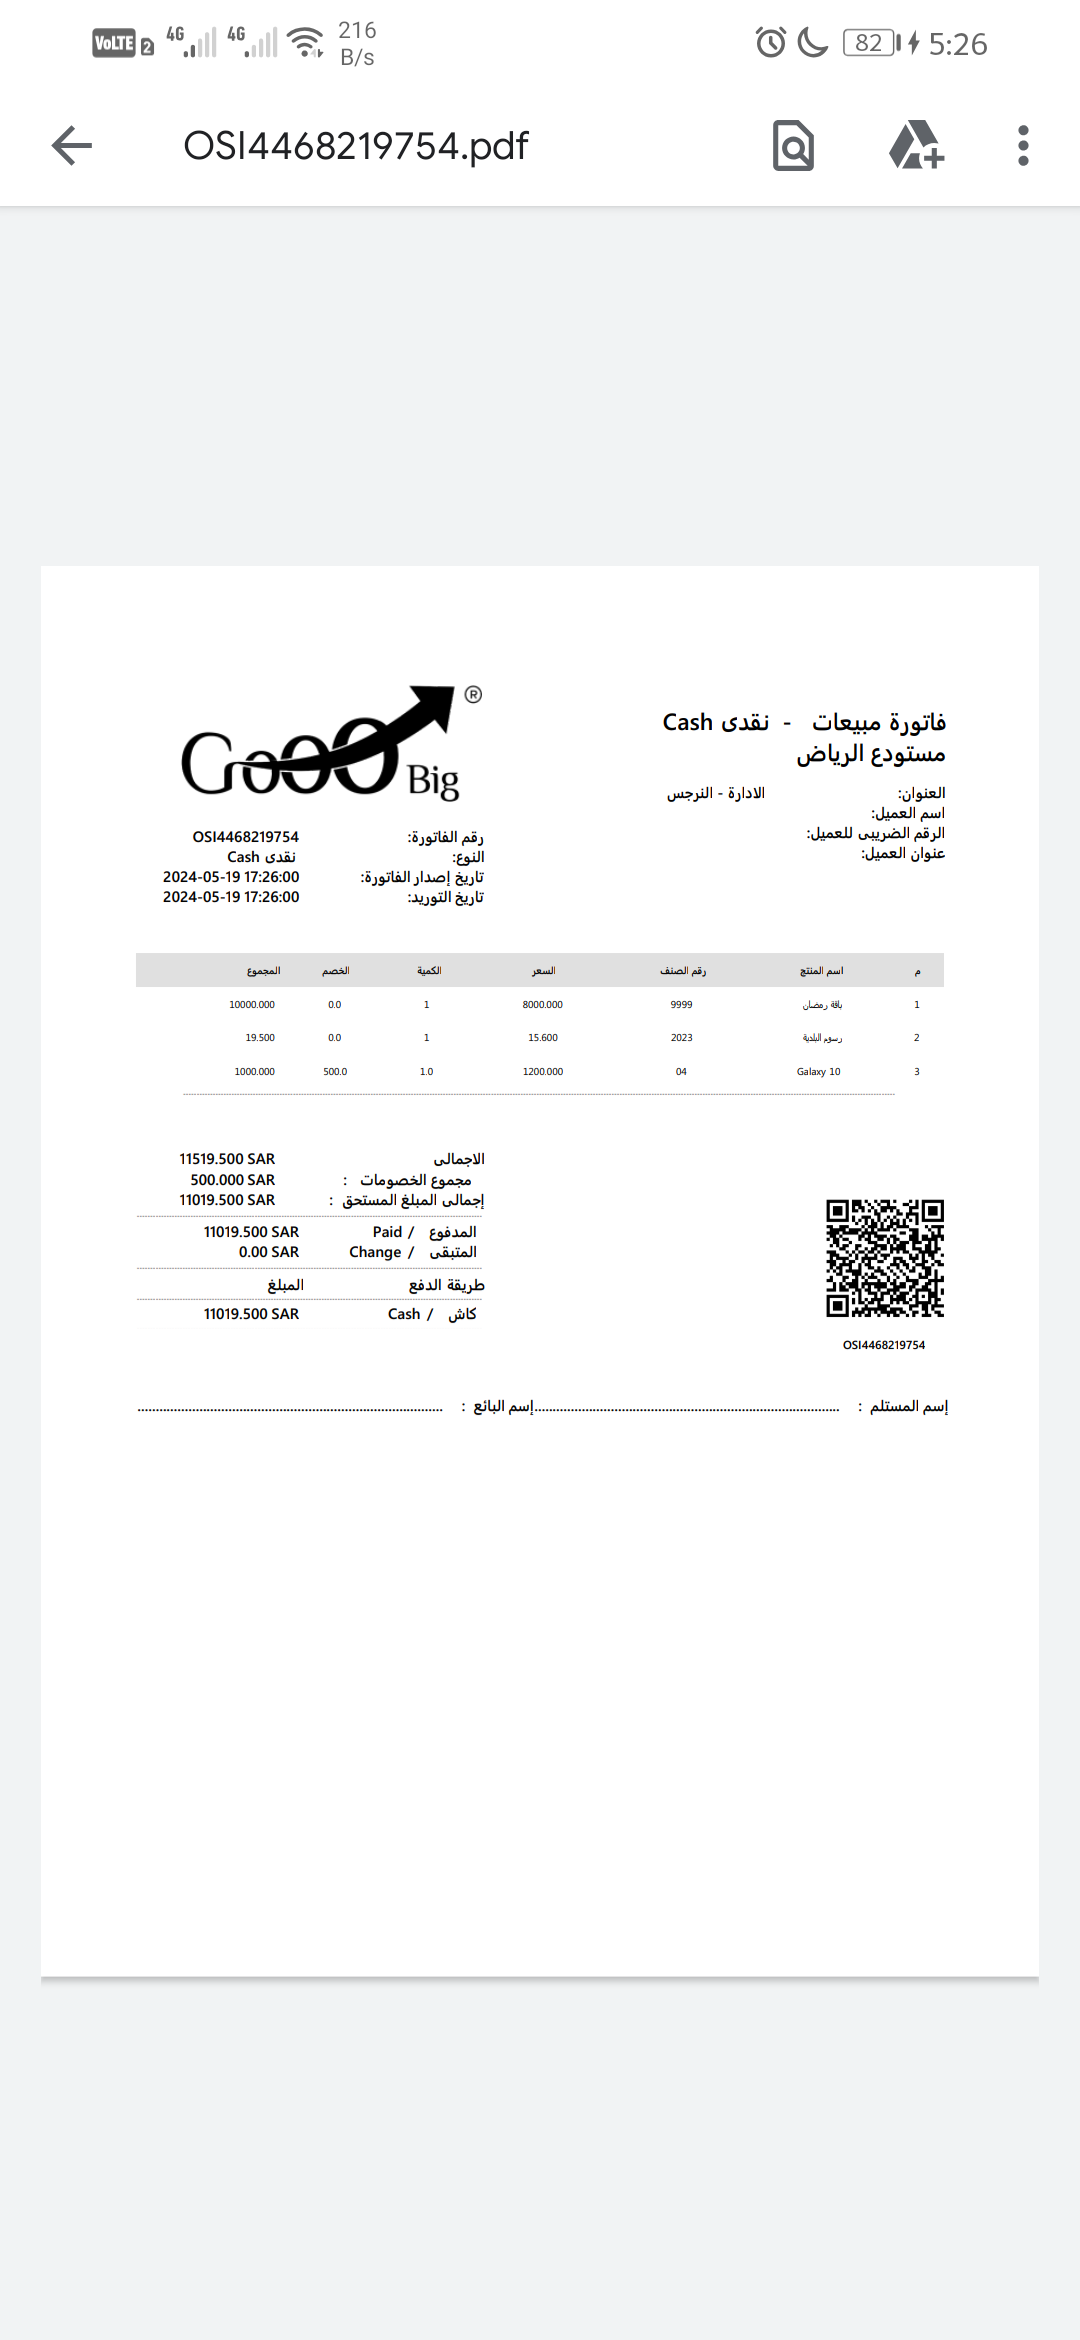 VoLTE 2 4G 4G 216 B/s 82 5:26
OSI4468219754.pdf
GoOO Big ®
فاتورة مبيعات - نقدى Cash
مستودع الرياض
العنوان: الادارة - النرجس
اسم العميل:
الرقم الضريبى للعميل:
عنوان العميل:
رقم الفاتورة: OSI4468219754
النوع: نقدى Cash
تاريخ إصدار الفاتورة: 2024-05-19 17:26:00
تاريخ التوريد: 2024-05-19 17:26:00
م اسم المنتج رقم الصنف السعر الكمية الخصم المجموع
1 باقة رمضان 9999 8000.000 1 0.0 10000.000
2 رسوم البلدية 2023 15.600 1 0.0 19.500
3 Galaxy 10 04 1200.000 1.0 500.0 1000.000
الاجمالى 11519.500 SAR
مجموع الخصومات : 500.000 SAR
إجمالى المبلغ المستحق : 11019.500 SAR
المدفوع / Paid 11019.500 SAR
المتبقى / Change 0.00 SAR
طريقة الدفع المبلغ
كاش / Cash 11019.500 SAR
OSI4468219754
إسم المستلم : ....................إسم البائع : ....................